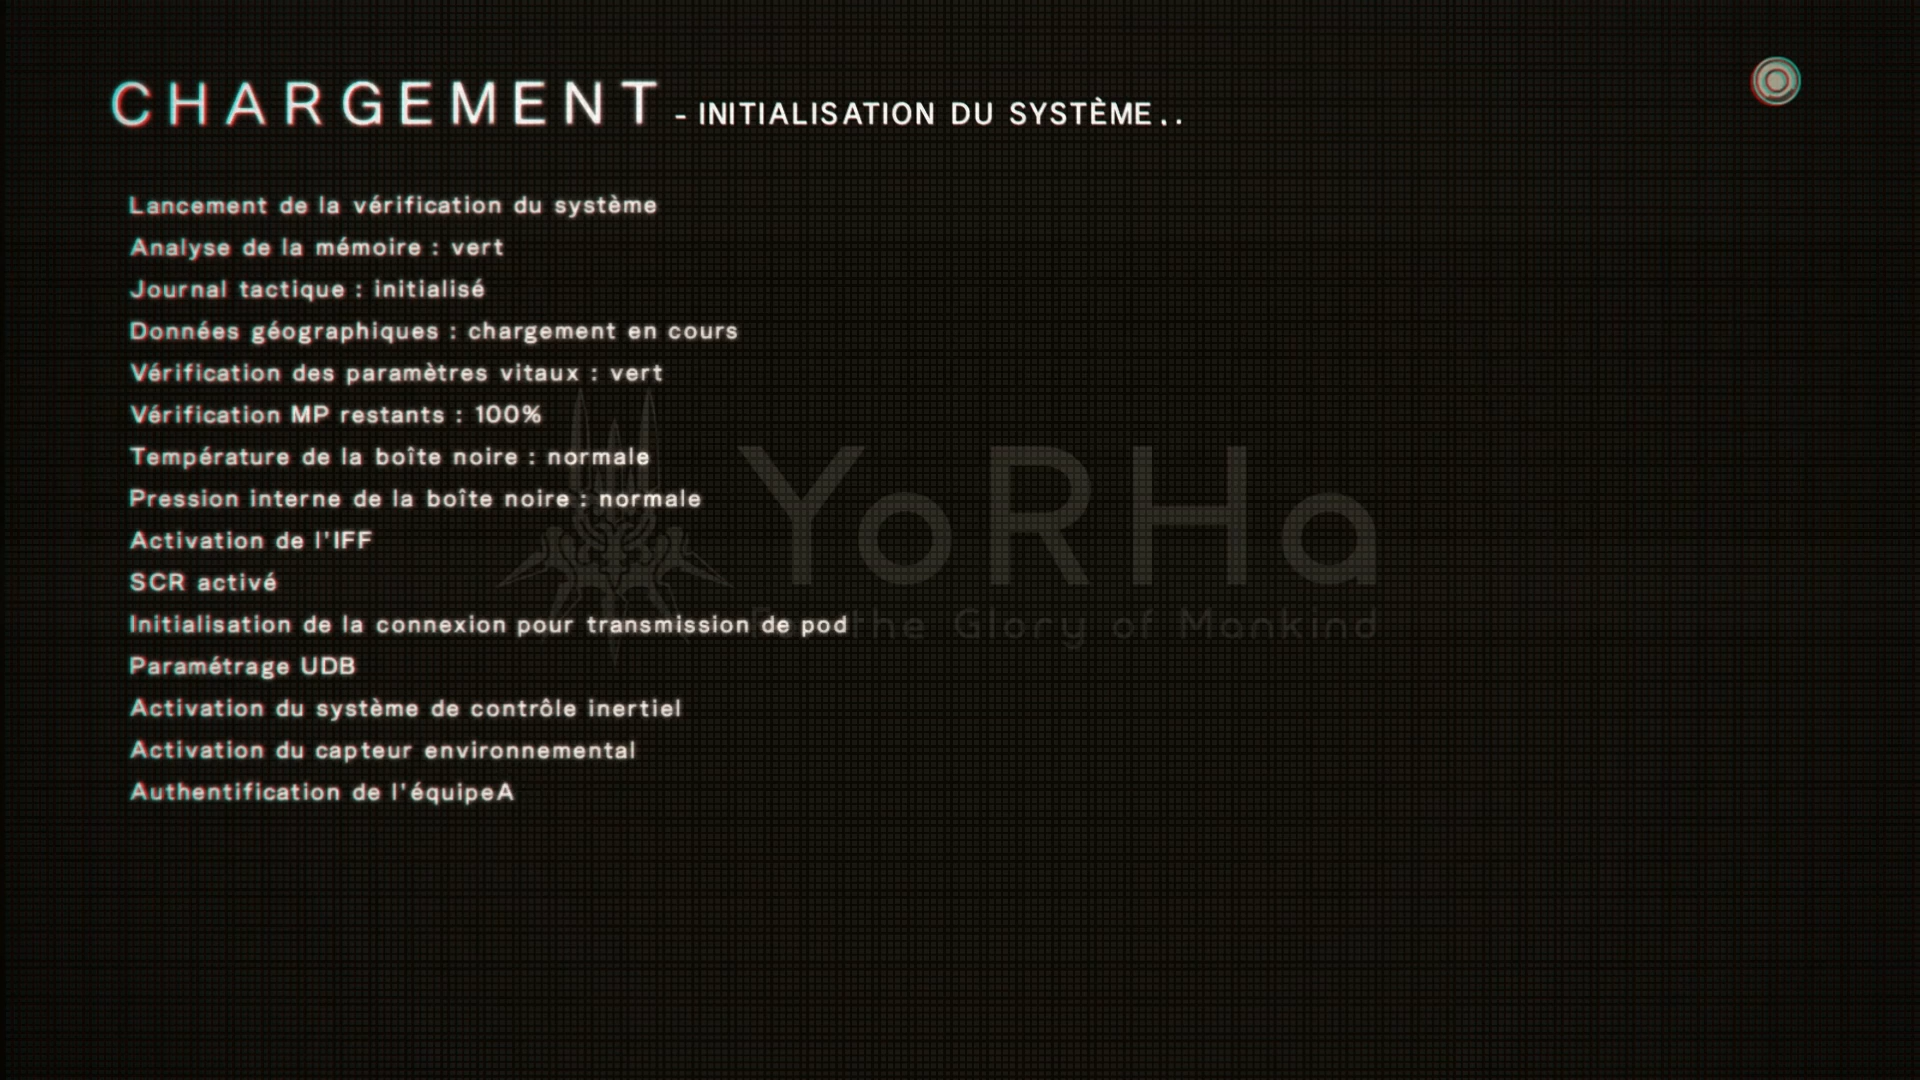 CHARGEMENT - INITIALISATION DU SYSTÈME..
Lancement de la vérification du système
Analyse de la mémoire : vert
Journal tactique : initialisé
Données géographiques : chargement en cours
Vérification des paramètres vitaux : vert
Vérification MP restants : 100%
Température de la boîte noire : normale
Pression interne de la boîte noire : normale
Activation de l'IFF
SCR activé
Initialisation de la connexion pour transmission de pod
Paramétrage UDB
Activation du système de contrôle inertiel
Activation du capteur environnemental
Authentification de l'équipeA
YoRHa
the Glory of Mankind